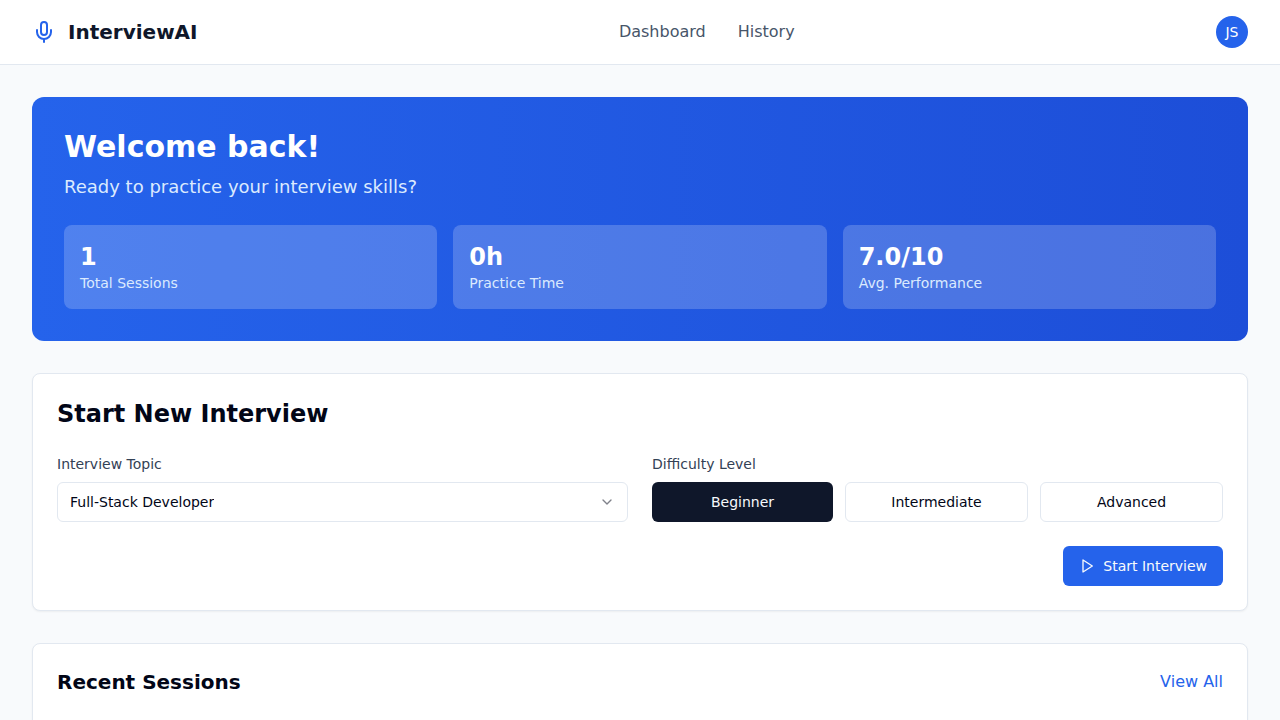 InterviewAI
Dashboard
History
JS
Welcome back!
Ready to practice your interview skills?
1
Total Sessions
0h
Practice Time
7.0/10
Avg. Performance
Start New Interview
Interview Topic
Full-Stack Developer
Difficulty Level
Beginner
Intermediate
Advanced
Start Interview
Recent Sessions
View All